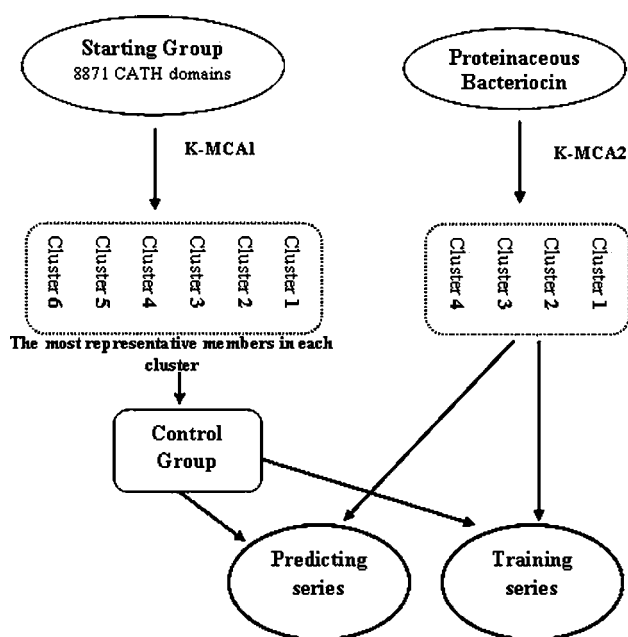 Starting Group
8871 CATH domains
Proteinaceous
Bacteriocin
K-MCA1
K-MCA2
Cluster 6
Cluster 5
Cluster 4
Cluster 3
Cluster 2
Cluster 1
Cluster 4
Cluster 3
Cluster 2
Cluster 1
The most representative members in each
cluster
Control
Group
Predicting
series
Training
series